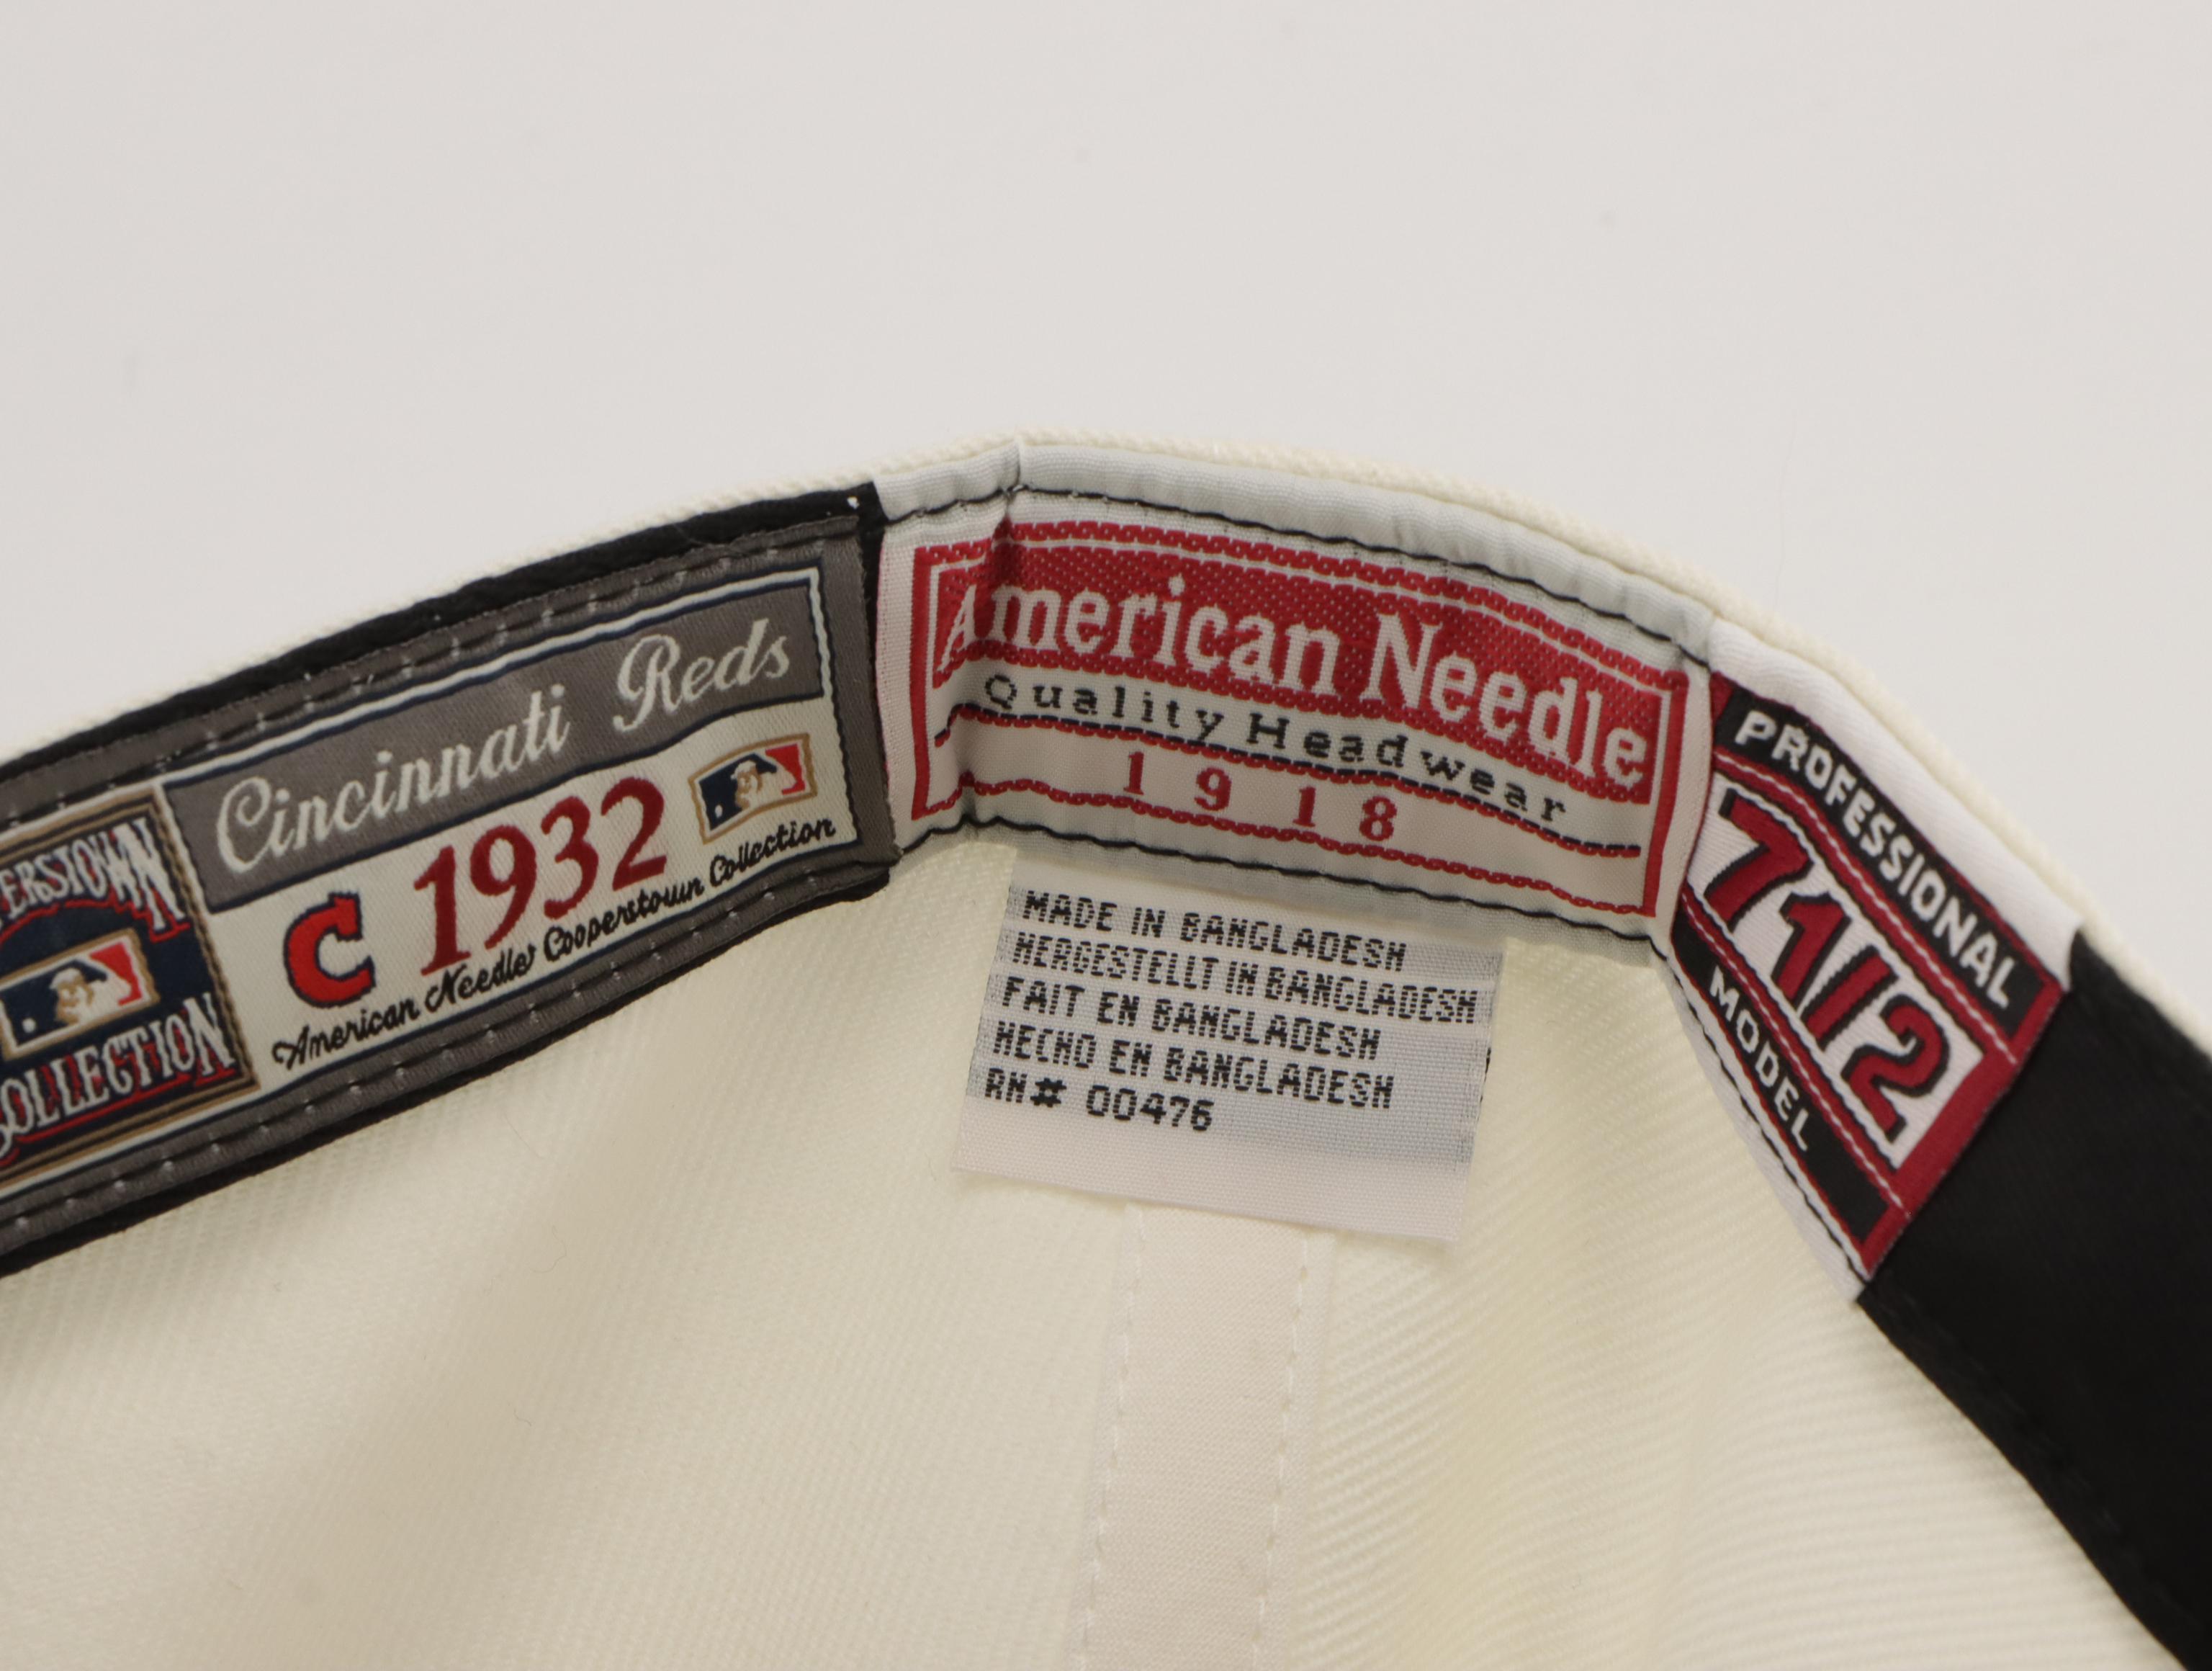 Cincinnati Reds
C 1932
American Needle Cooperstown Collection
COLLECTION
American Needle
Quality Headwear
1918
MADE IN BANGLADESH
HERGESTELLT IN BANGLADESH
FAIT EN BANGLADESH
HECHO EN BANGLADESH
RN# 00476
PROFESSIONAL
7 1/2
MODEL